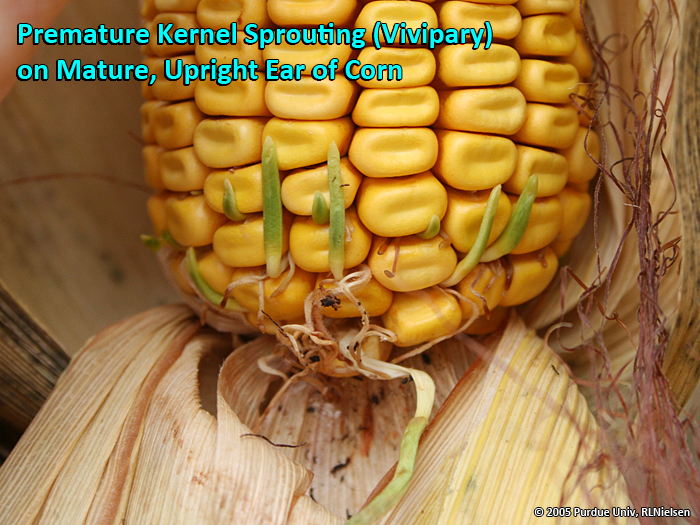 Premature Kernel Sprouting (Vivipary)
on Mature, Upright Ear of Corn
© 2005 Purdue Univ, RLNielsen